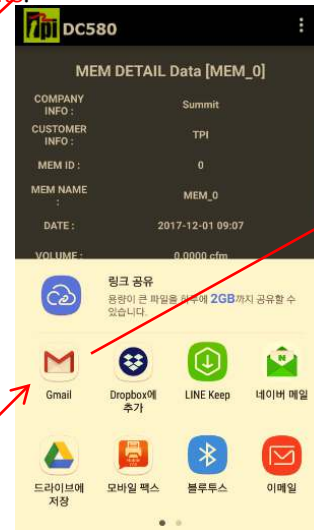 tpi DC580
MEM DETAIL Data [MEM_0]
COMPANY
INFO :
Summit
CUSTOMER
INFO :
TPI
MEM ID :
0
MEM NAME
:
MEM_0
DATE :
2017-12-01 09:07
VOLUME :
0.0000 cfm
링크 공유
용량이 큰 파일을 하루에 2GB까지 공유할 수
있습니다.
Gmail
Dropbox에
추가
LINE Keep
네이버 메일
드라이브에
저장
모바일 팩스
블루투스
이메일